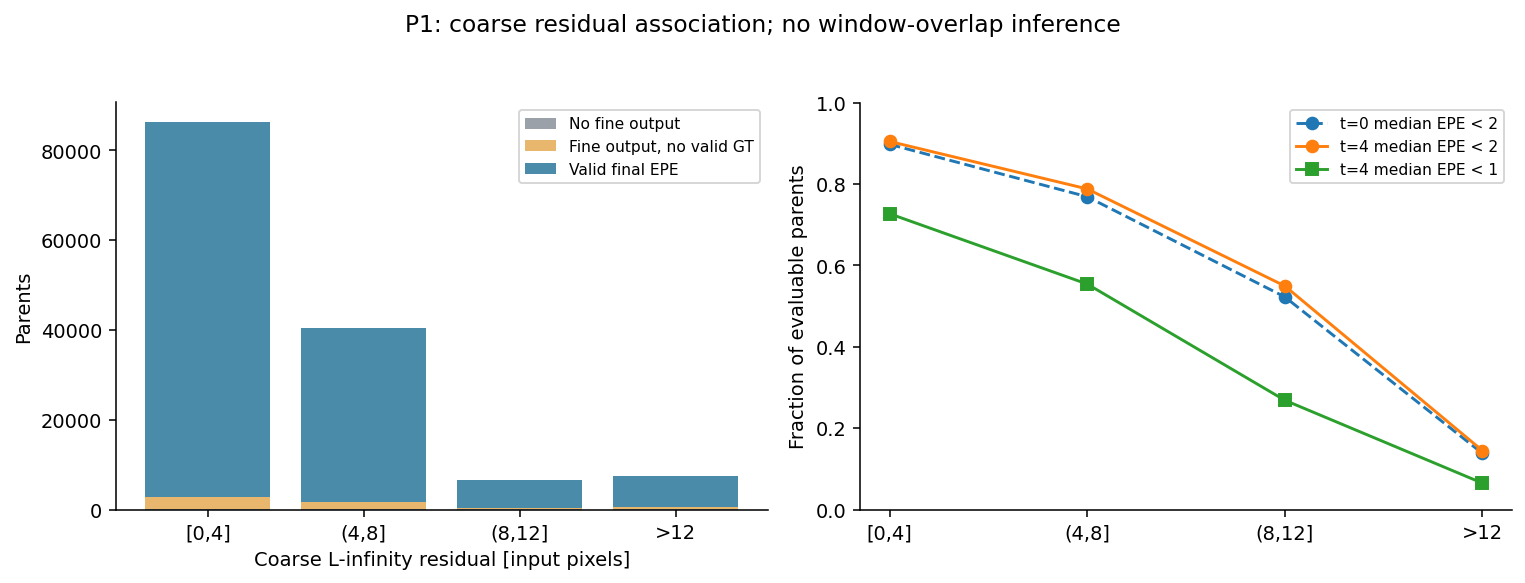 P1: coarse residual association; no window-overlap inference
Parents
80000
60000
40000
20000
0
No fine output
Fine output, no valid GT
Valid final EPE
[0,4]
(4,8]
(8,12]
>12
Coarse L-infinity residual [input pixels]
Fraction of evaluable parents
1.0
0.8
0.6
0.4
0.2
0.0
t=0 median EPE < 2
t=4 median EPE < 2
t=4 median EPE < 1
[0,4]
(4,8]
(8,12]
>12